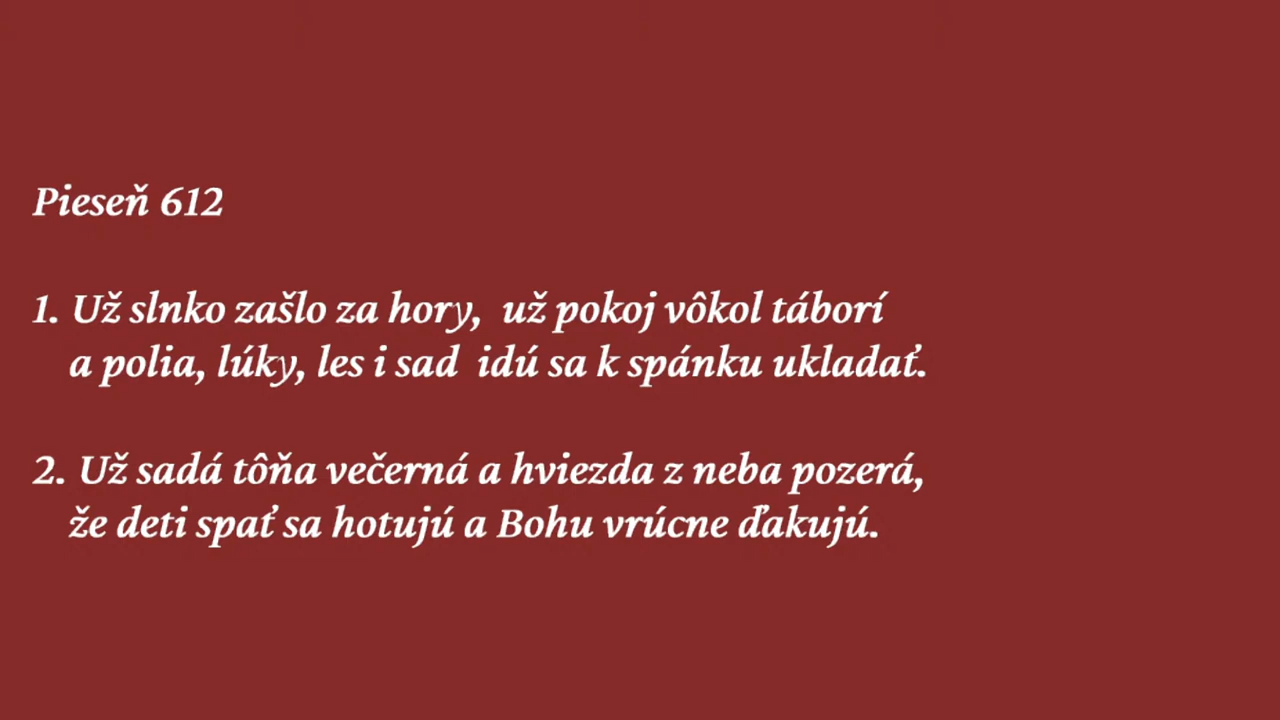 Pieseň 612
1. Už slnko zašlo za hory, už pokoj vôkol táborí
a polia, lúky, les i sad idú sa k spánku ukladať.
2. Už sadá tôňa večerná a hviezda z neba pozerá,
že deti spať sa hotujú a Bohu vrúcne ďakujú.